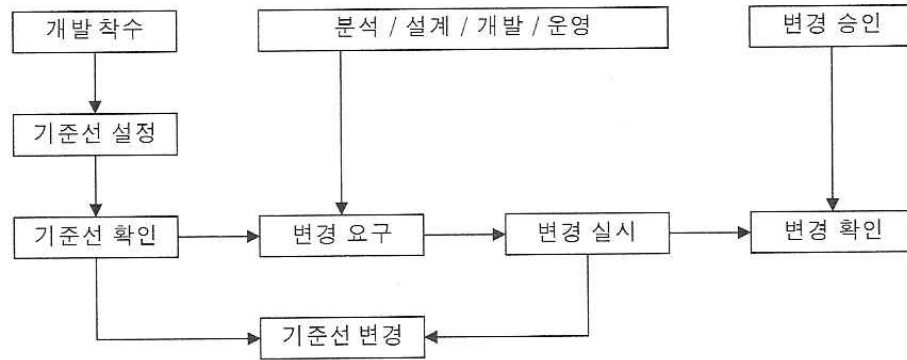 개발 착수
분석 / 설계 / 개발 / 운영
변경 승인
기준선 설정
기준선 확인
변경 요구
변경 실시
변경 확인
기준선 변경